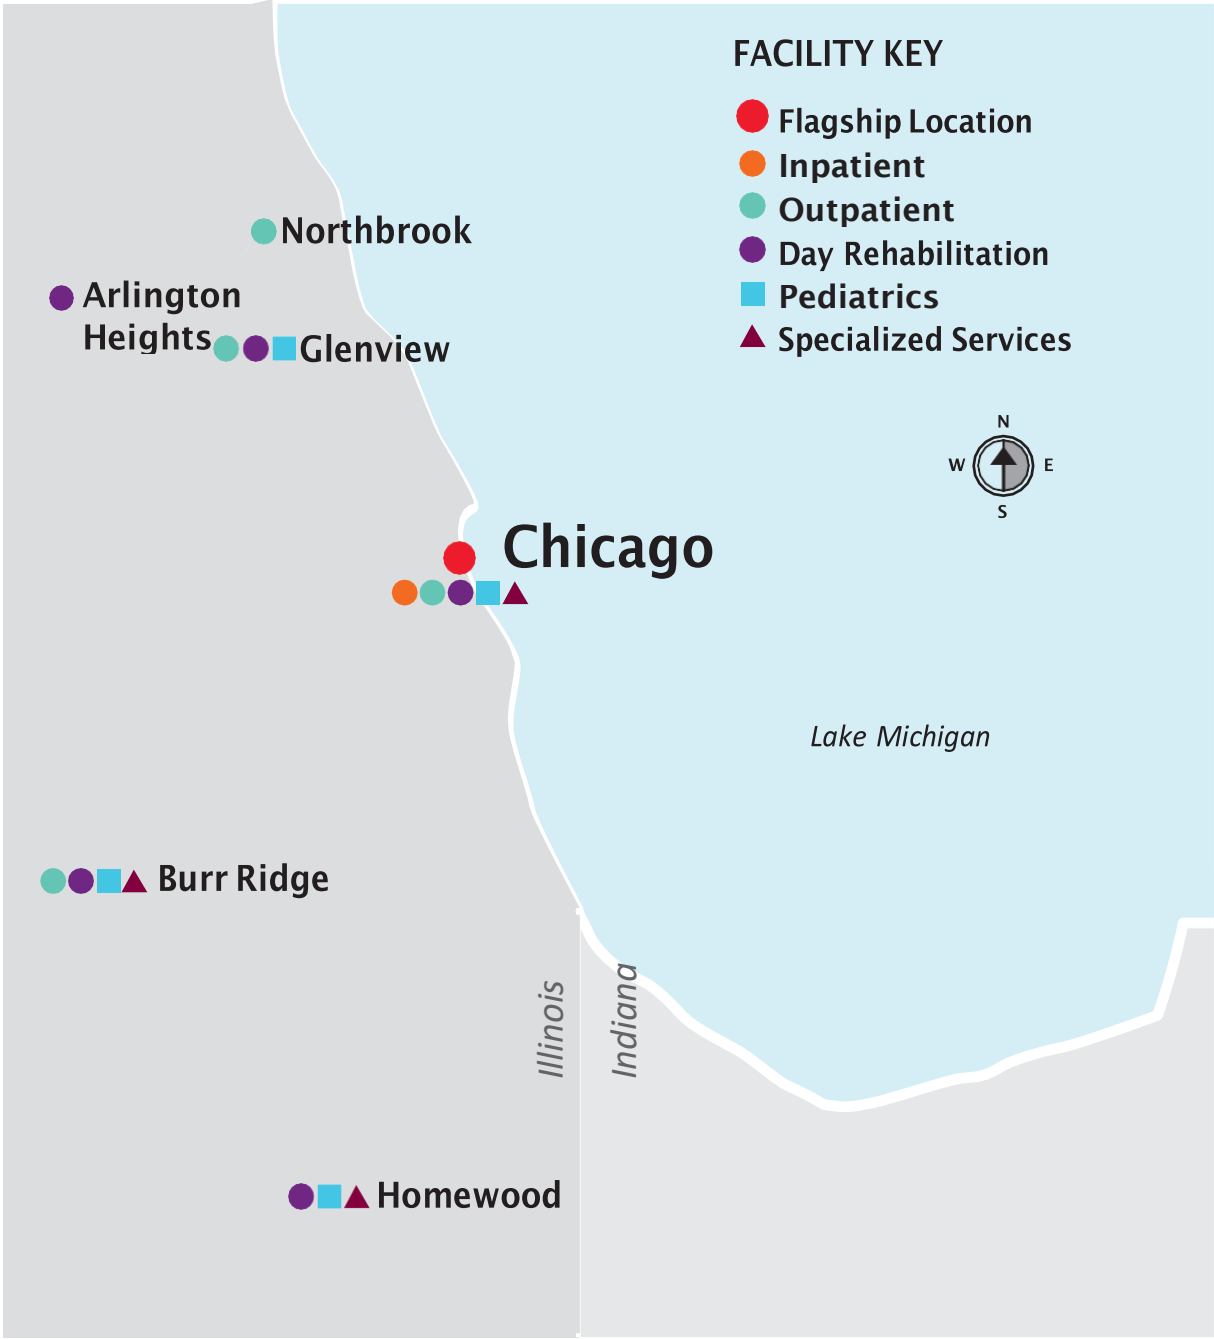 FACILITY KEY
Flagship Location
Inpatient
Outpatient
Day Rehabilitation
Pediatrics
Specialized Services
Northbrook
Arlington
Heights
Glenview
N
W E
S
Chicago
Lake Michigan
Burr Ridge
Illinois
Indiana
Homewood